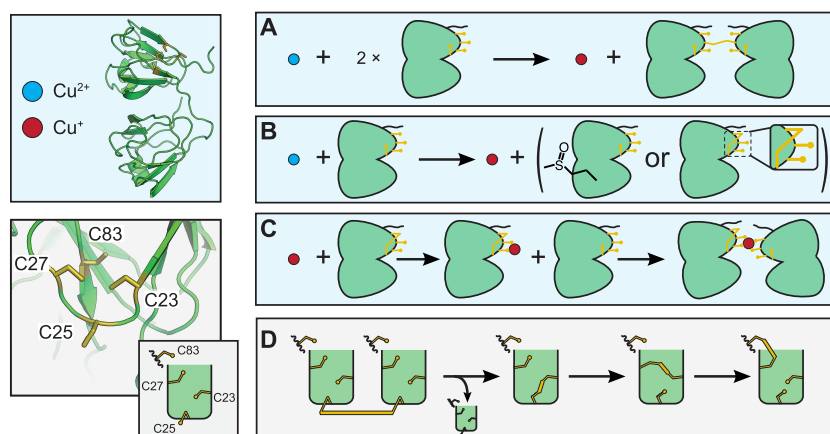 Cu2+
Cu+
C83
C27
C23
C25
C83
C27
C23
C25
A
+ 2 × +
B
+ + ( S O or )
C
+ + 
D